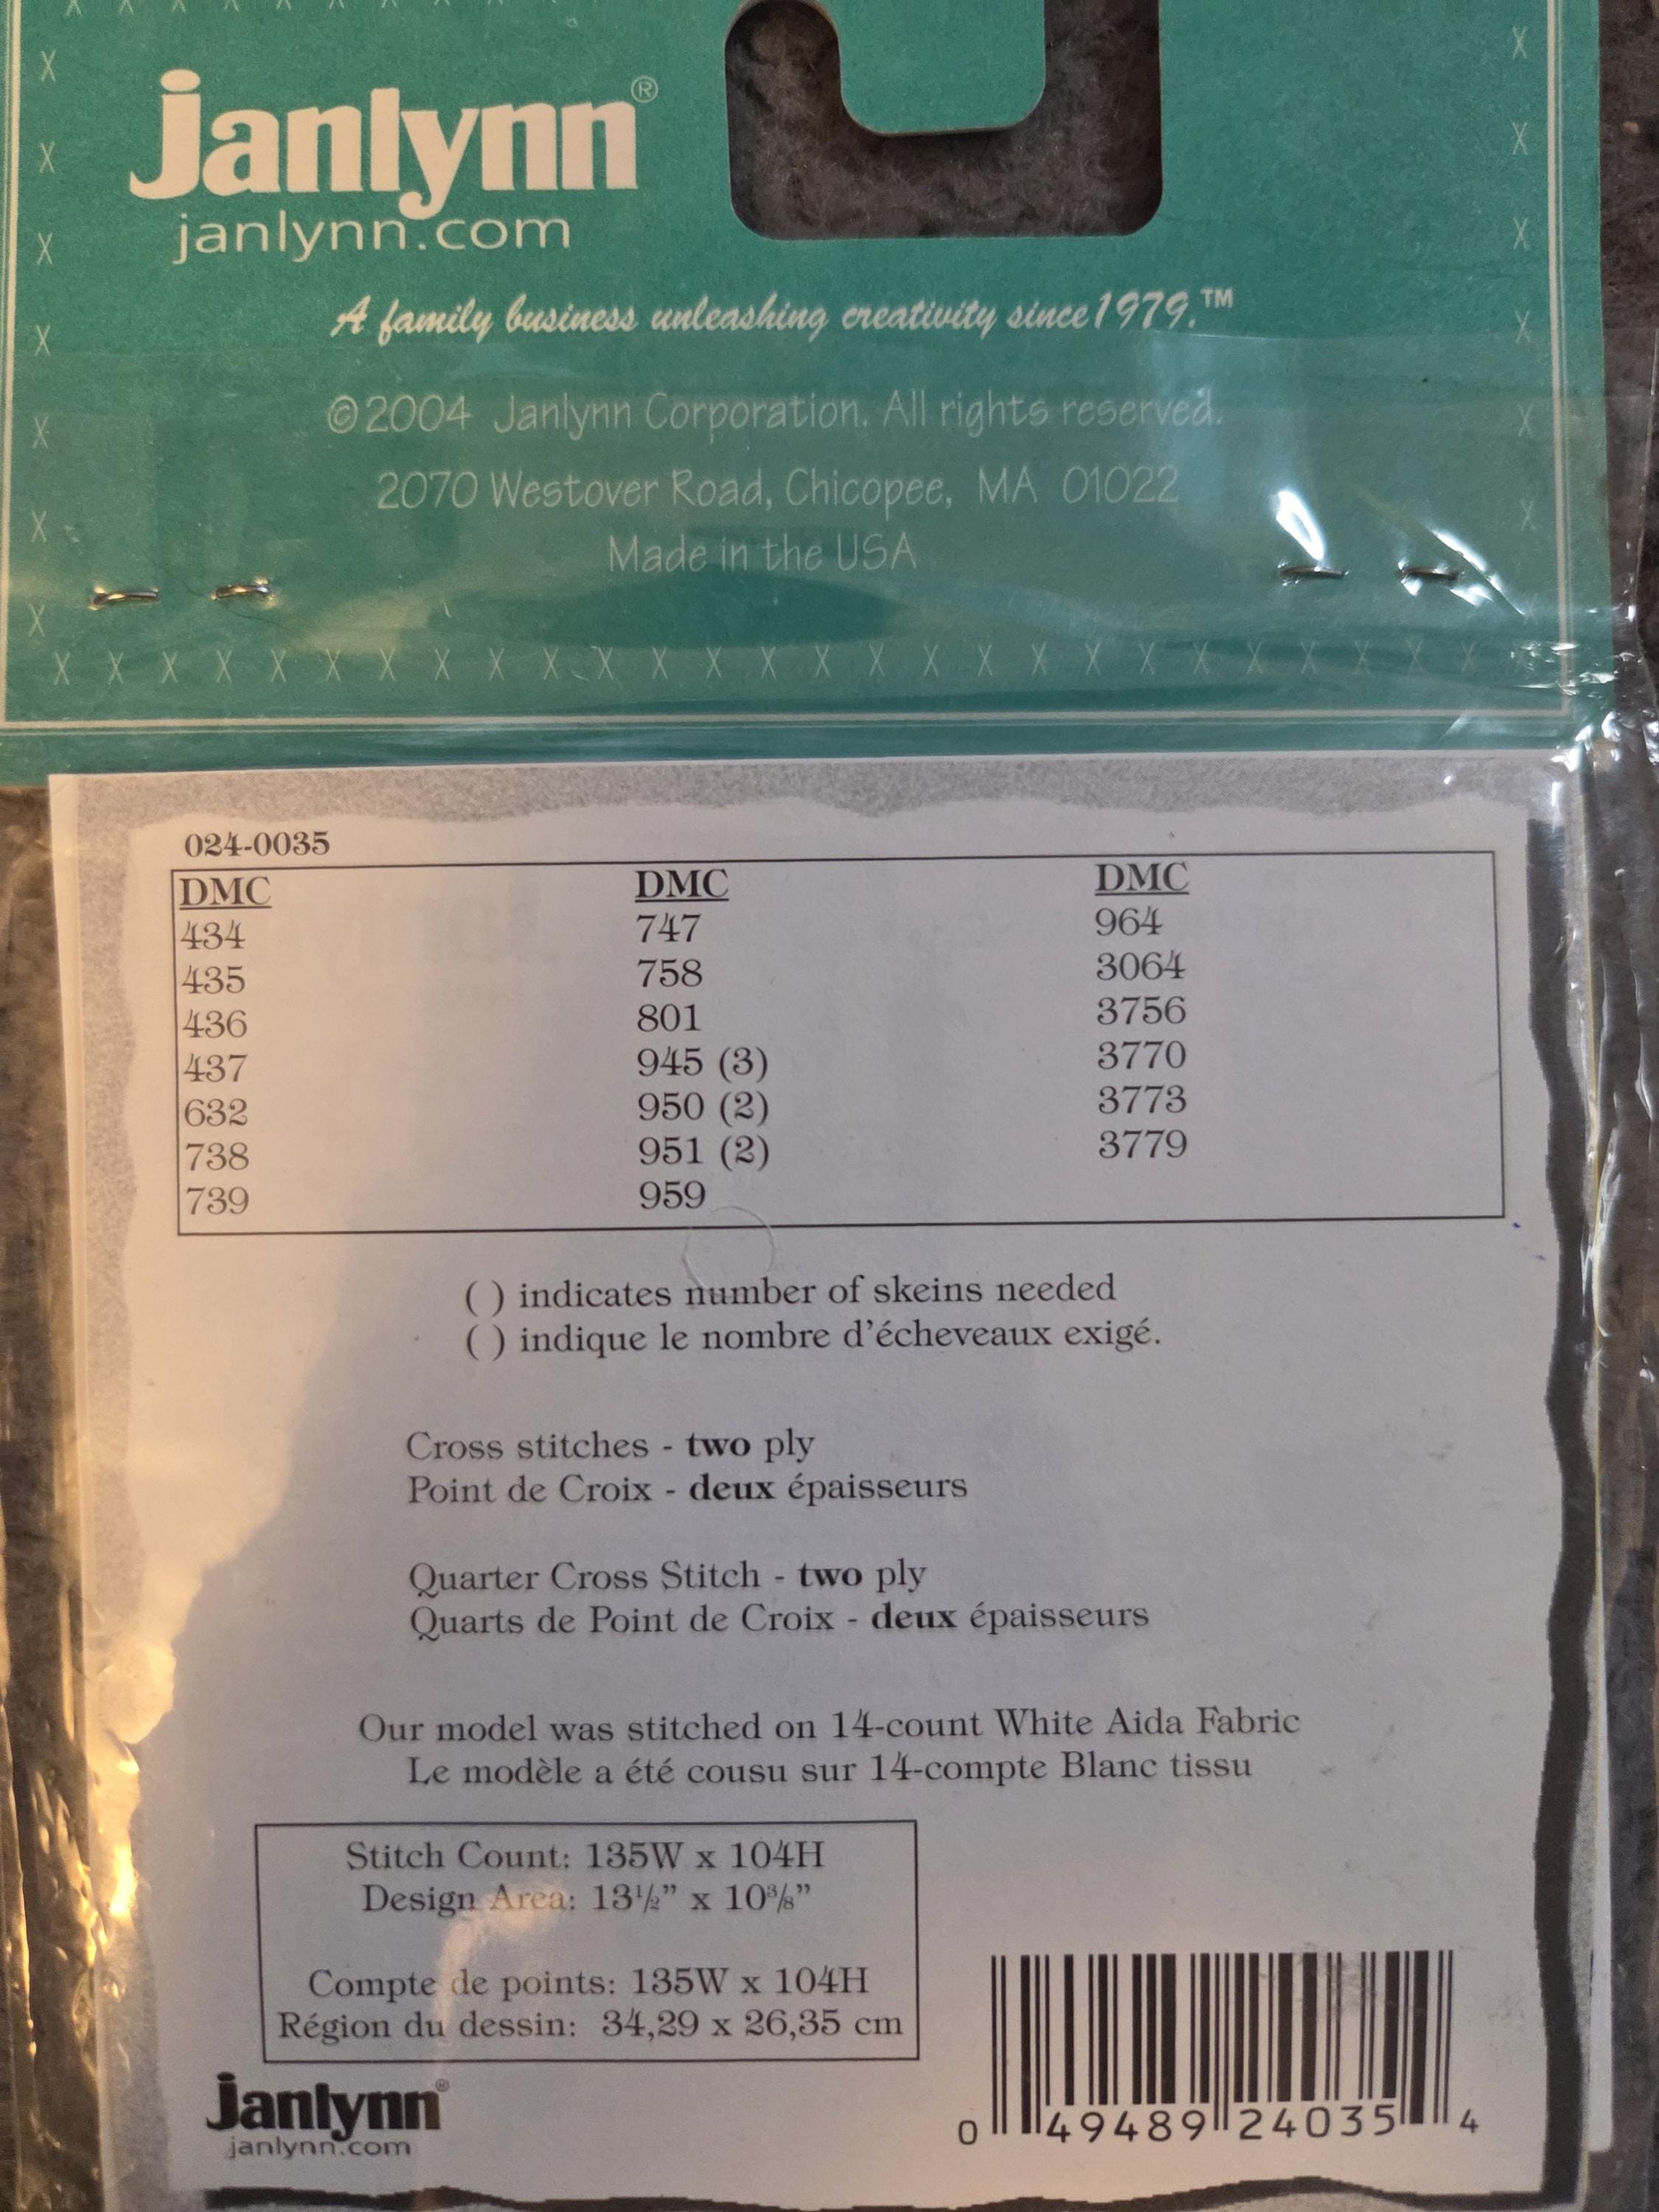 janlynn®
janlynn.com
A family business unleashing creativity since 1979.™
©2004 Janlynn Corporation. All rights reserved.
2070 Westover Road, Chicopee, MA 01022
Made in the USA
024-0035
DMC DMC DMC
434 747 964
435 758 3064
436 801 3756
437 945 (3) 3770
632 950 (2) 3773
738 951 (2) 3779
739 959
( ) indicates number of skeins needed
( ) indique le nombre d'écheveaux exigé.
Cross stitches - two ply
Point de Croix - deux épaisseurs
Quarter Cross Stitch - two ply
Quarts de Point de Croix - deux épaisseurs
Our model was stitched on 14-count White Aida Fabric
Le modèle a été cousu sur 14-compte Blanc tissu
Stitch Count: 135W x 104H
Design Area: 13½" x 10⅜"
Compte de points: 135W x 104H
Région du dessin: 34,29 x 26,35 cm
janlynn®
janlynn.com
0 49489 24035 4